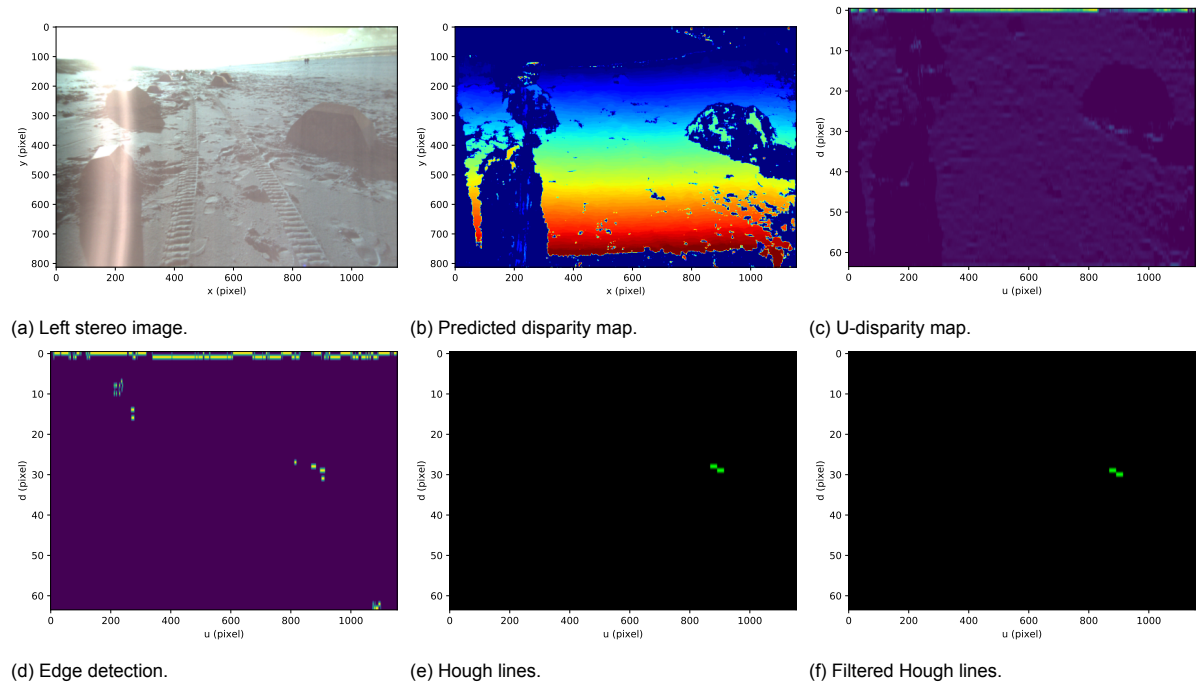 0
100
200
300
400
500
600
700
800
y (pixel)
0 200 400 600 800 1000
x (pixel)
(a) Left stereo image.
0
100
200
300
400
500
600
700
800
y (pixel)
0 200 400 600 800 1000
x (pixel)
(b) Predicted disparity map.
0
10
20
30
40
50
60
d (pixel)
0 200 400 600 800 1000
u (pixel)
(c) U-disparity map.
0
10
20
30
40
50
60
d (pixel)
0 200 400 600 800 1000
u (pixel)
(d) Edge detection.
0
10
20
30
40
50
60
d (pixel)
0 200 400 600 800 1000
u (pixel)
(e) Hough lines.
0
10
20
30
40
50
60
d (pixel)
0 200 400 600 800 1000
u (pixel)
(f) Filtered Hough lines.